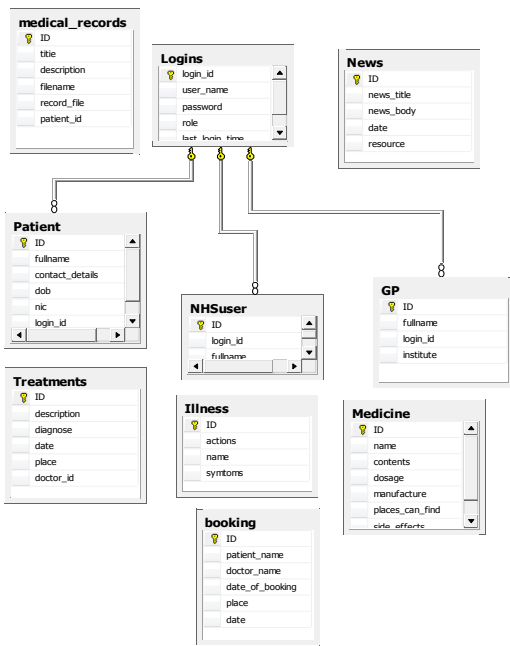 medical_records
ID
titie
description
filename
record_file
patient_id
Logins
login_id
user_name
password
role
last_login_time
News
ID
news_title
news_body
date
resource
Patient
ID
fullname
contact_details
dob
nic
login_id
NHSuser
ID
login_id
fullname
GP
ID
fullname
login_id
institute
Treatments
ID
description
diagnose
date
place
doctor_id
Illness
ID
actions
name
symtoms
Medicine
ID
name
contents
dosage
manufacture
places_can_find
side_effects
booking
ID
patient_name
doctor_name
date_of_booking
place
date